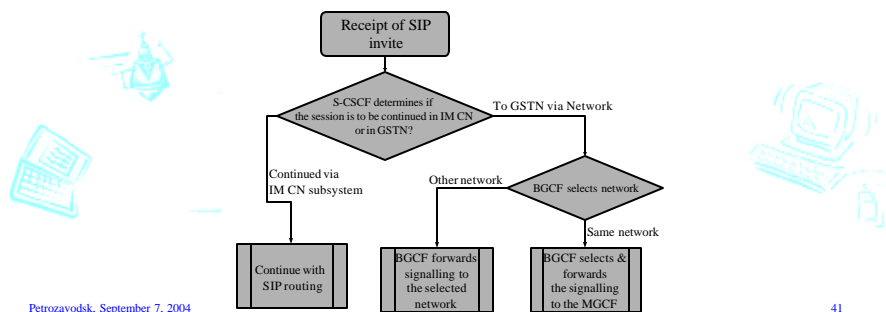 Receipt of SIP
invite
S-CSCF determines if
the session is to be continued in IM CN
or in GSTN?
To GSTN via Network
Continued via
IM CN subsystem
Other network
BGCF selects network
Same network
Continue with
SIP routing
BGCF forwards
signalling to
the selected
network
BGCF selects &
forwards
the signalling
to the MGCF
Petrozavodsk, September 7, 2004
41